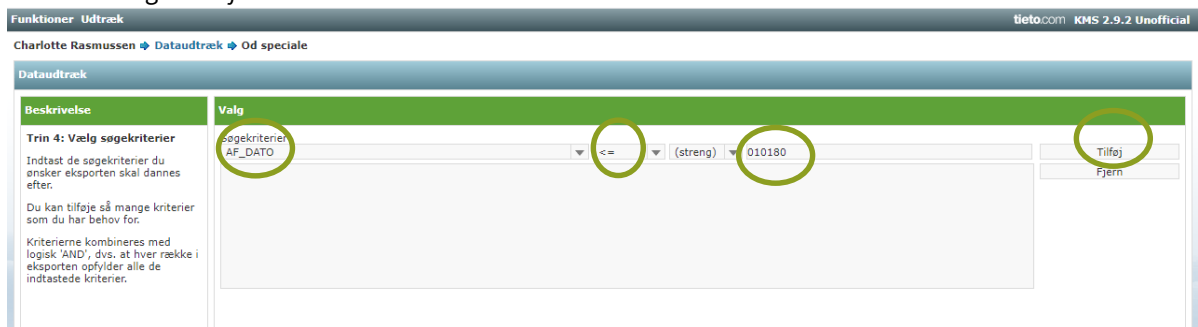 Funktioner Udtræk
tieto.com KMS 2.9.2 Unofficial
Charlotte Rasmussen Dataudtræk Od speciale
Dataudtræk
Beskrivelse
Valg
Trin 4: Vælg søgekriterier
Indtast de søgekriterier du
ønsker eksporten skal dannes
efter.
Du kan tilføje så mange kriterier
som du har behov for.
Kriterierne kombineres med
logisk 'AND', dvs. at hver række i
eksporten opfylder alle de
indtastede kriterier.
Søgekriterier
AF_DATO <= (streng) 010180 Tilføj
Fjern